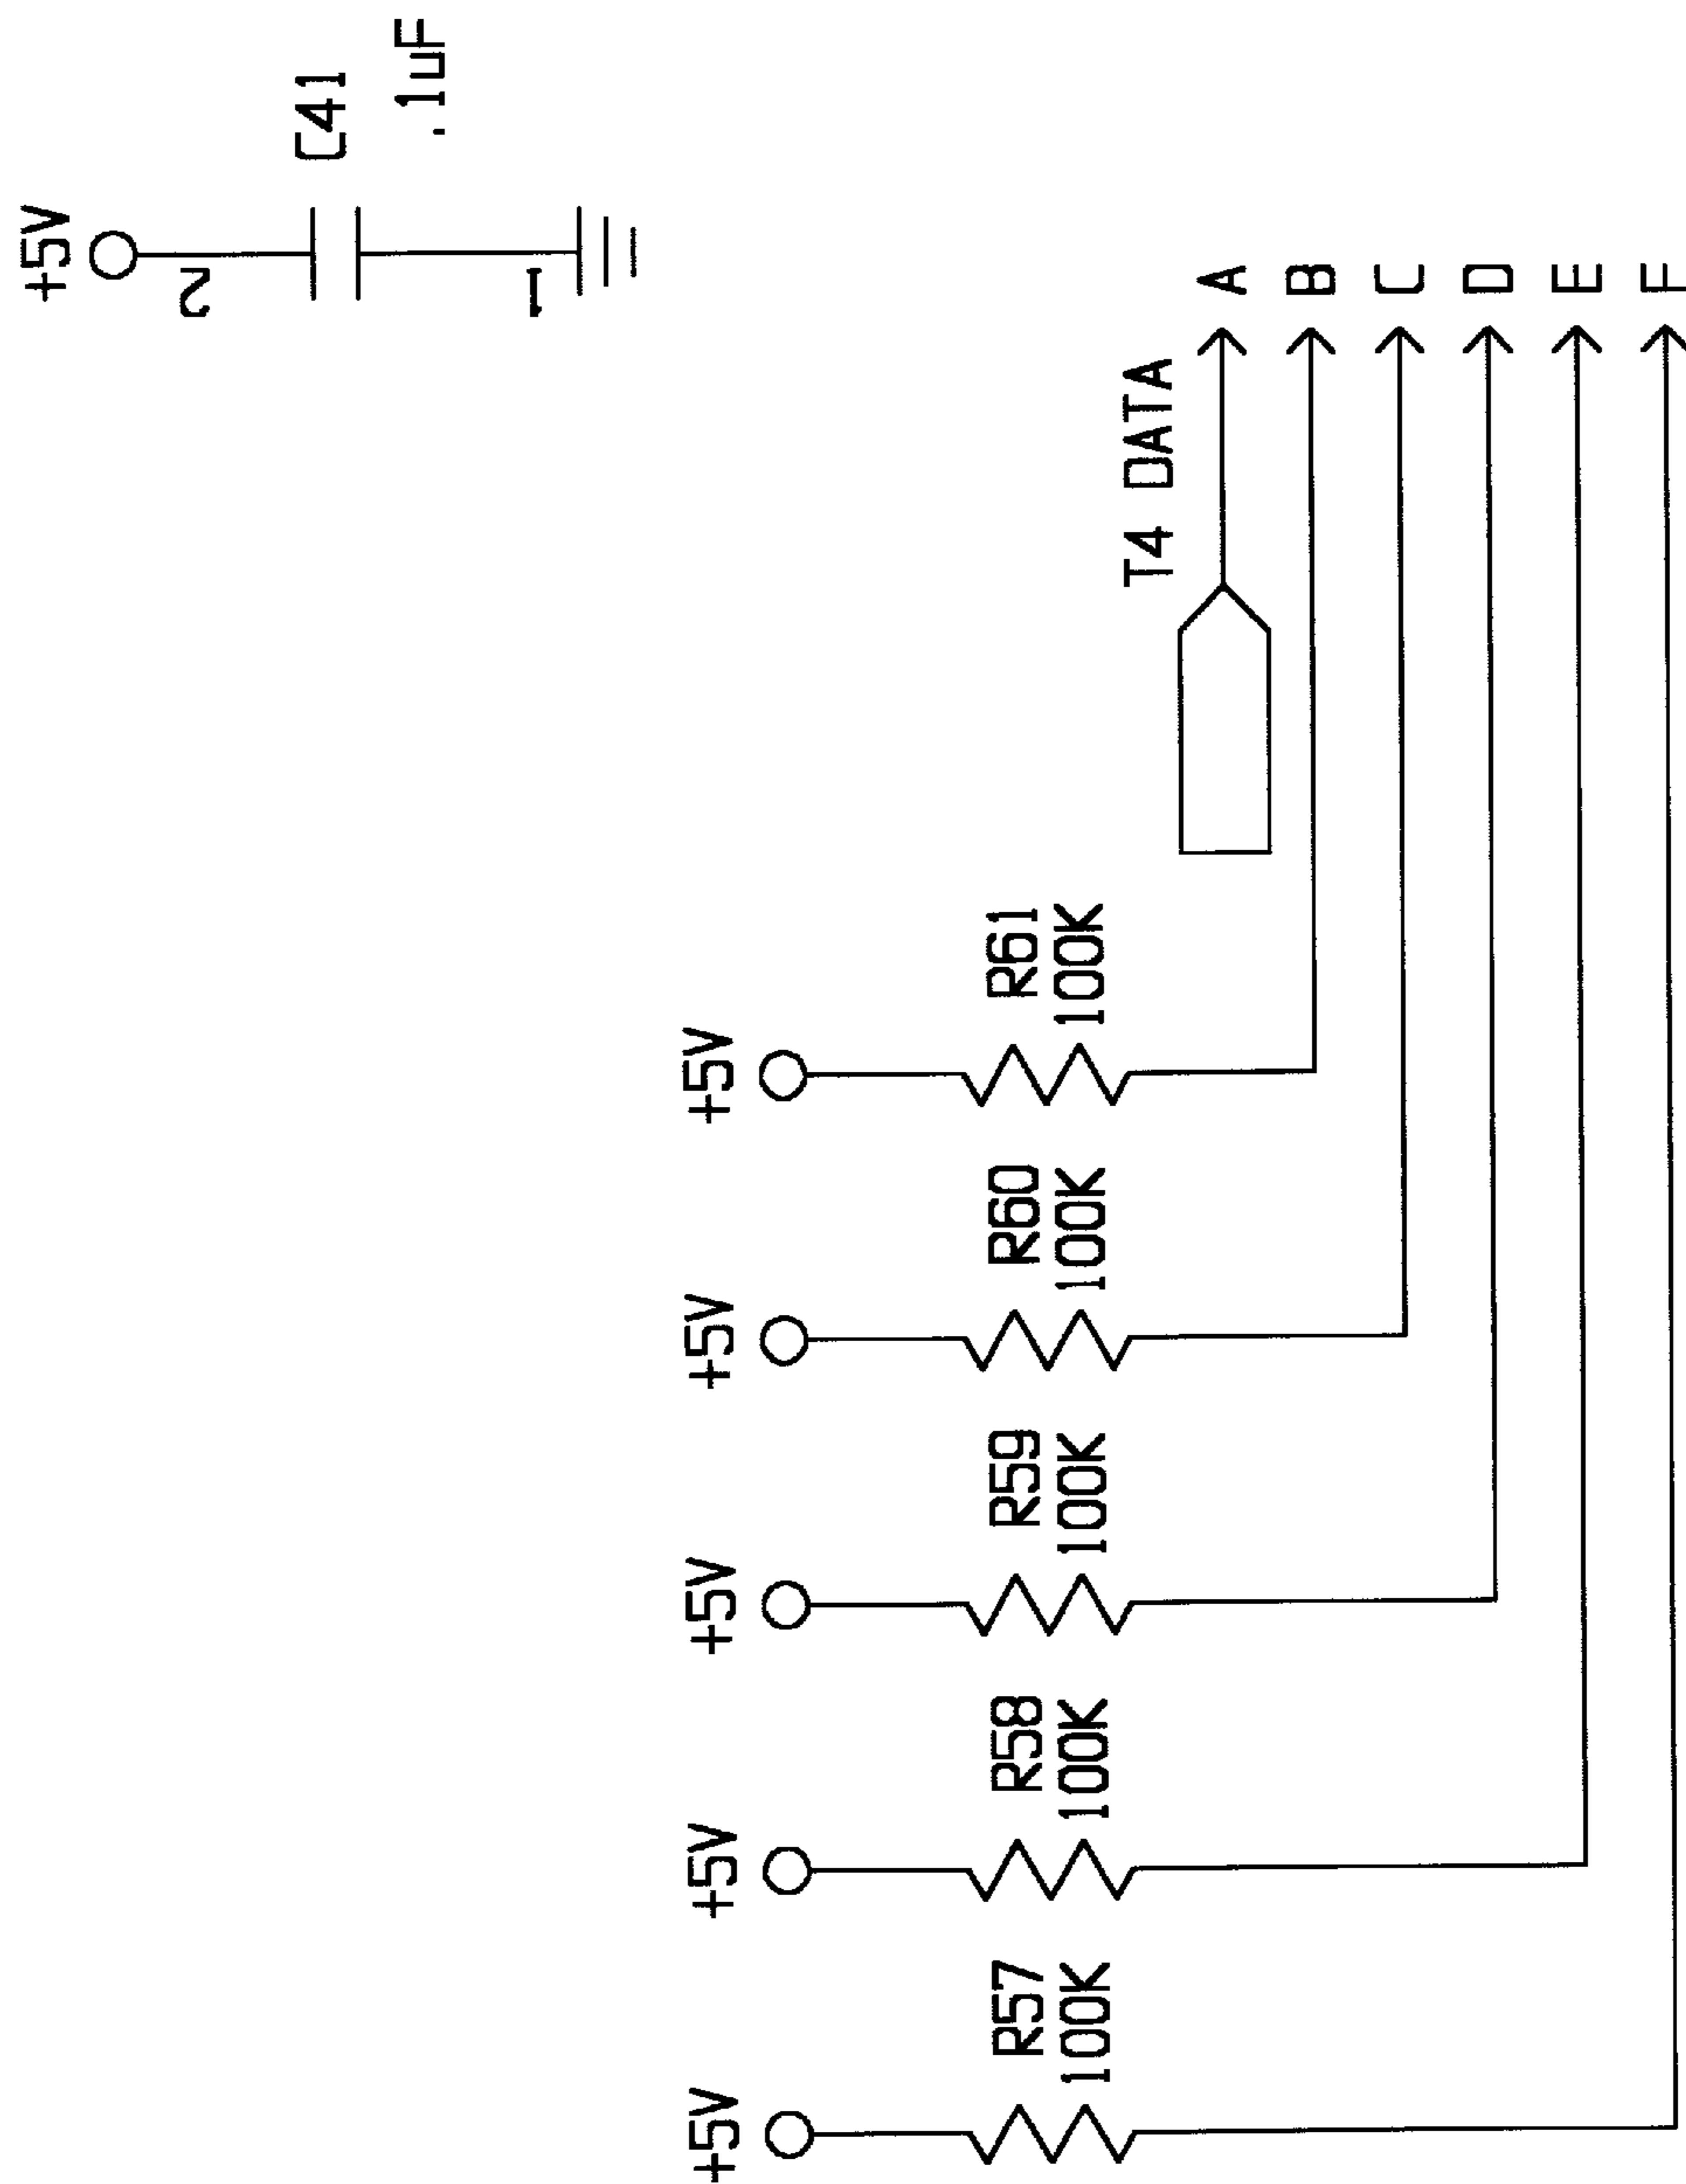 +5V
2
C41
.1uF
1
T4 DATA
A
B
C
D
E
F
+5V
R61
100K
+5V
R60
100K
+5V
R59
100K
+5V
R58
100K
+5V
R57
100K